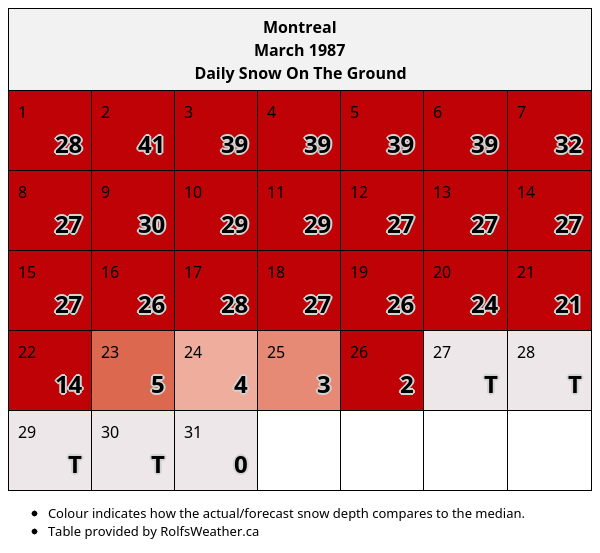 Montreal
March 1987
Daily Snow On The Ground
1 2 3 4 5 6 7
28 41 39 39 39 39 32
8 9 10 11 12 13 14
27 30 29 29 27 27 27
15 16 17 18 19 20 21
27 26 28 27 26 24 21
22 23 24 25 26 27 28
14 5 4 3 2 T T
29 30 31
T T 0
• Colour indicates how the actual/forecast snow depth compares to the median.
• Table provided by RolfsWeather.ca